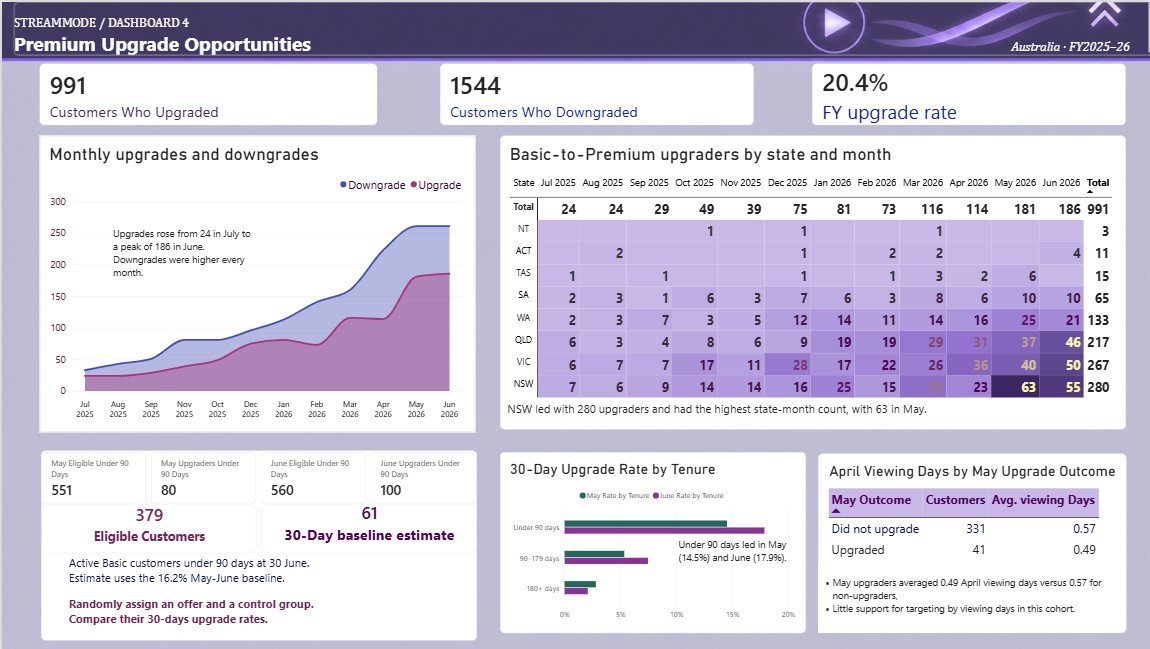 STREAMMODE / DASHBOARD 4
Premium Upgrade Opportunities
Australia · FY2025–26
991
Customers Who Upgraded
1544
Customers Who Downgraded
20.4%
FY upgrade rate
Monthly upgrades and downgrades
Downgrade Upgrade
300
250
200
150
100
50
0
Upgrades rose from 24 in July to
a peak of 186 in June.
Downgrades were higher every
month.
Jul Aug Sep Nov Oct Dec Jan Feb Mar Apr May Jun
2025 2025 2025 2025 2025 2025 2026 2026 2026 2026 2026 2026
Basic-to-Premium upgraders by state and month
State Jul 2025 Aug 2025 Sep 2025 Oct 2025 Nov 2025 Dec 2025 Jan 2026 Feb 2026 Mar 2026 Apr 2026 May 2026 Jun 2026 Total
Total 24 24 29 49 39 75 81 73 116 114 181 186 991
NT 1 1 1 3
ACT 2 1 2 2 4 11
TAS 1 1 1 1 3 2 6 15
SA 2 3 1 6 3 7 6 3 8 6 10 10 65
WA 2 3 7 3 5 12 14 11 14 16 25 21 133
QLD 6 3 4 8 6 9 19 19 29 31 37 46 217
VIC 6 7 7 17 11 28 17 22 26 36 40 50 267
NSW 7 6 9 14 14 16 25 15 23 63 55 280
NSW led with 280 upgraders and had the highest state-month count, with 63 in May.
May Eligible Under 90
Days
551
May Upgraders Under
90 Days
80
June Eligible Under 90
Days
560
June Upgraders Under
90 Days
100
379
Eligible Customers
61
30-Day baseline estimate
Active Basic customers under 90 days at 30 June.
Estimate uses the 16.2% May-June baseline.
Randomly assign an offer and a control group.
Compare their 30-days upgrade rates.
30-Day Upgrade Rate by Tenure
May Rate by Tenure June Rate by Tenure
Under 90 days
90-179 days
180+ days
Under 90 days led in May
(14.5%) and June (17.9%).
0% 5% 10% 15% 20%
April Viewing Days by May Upgrade Outcome
May Outcome Customers Avg. viewing Days
Did not upgrade 331 0.57
Upgraded 41 0.49
• May upgraders averaged 0.49 April viewing days versus 0.57 for
non-upgraders,
• Little support for targeting by viewing days in this cohort.